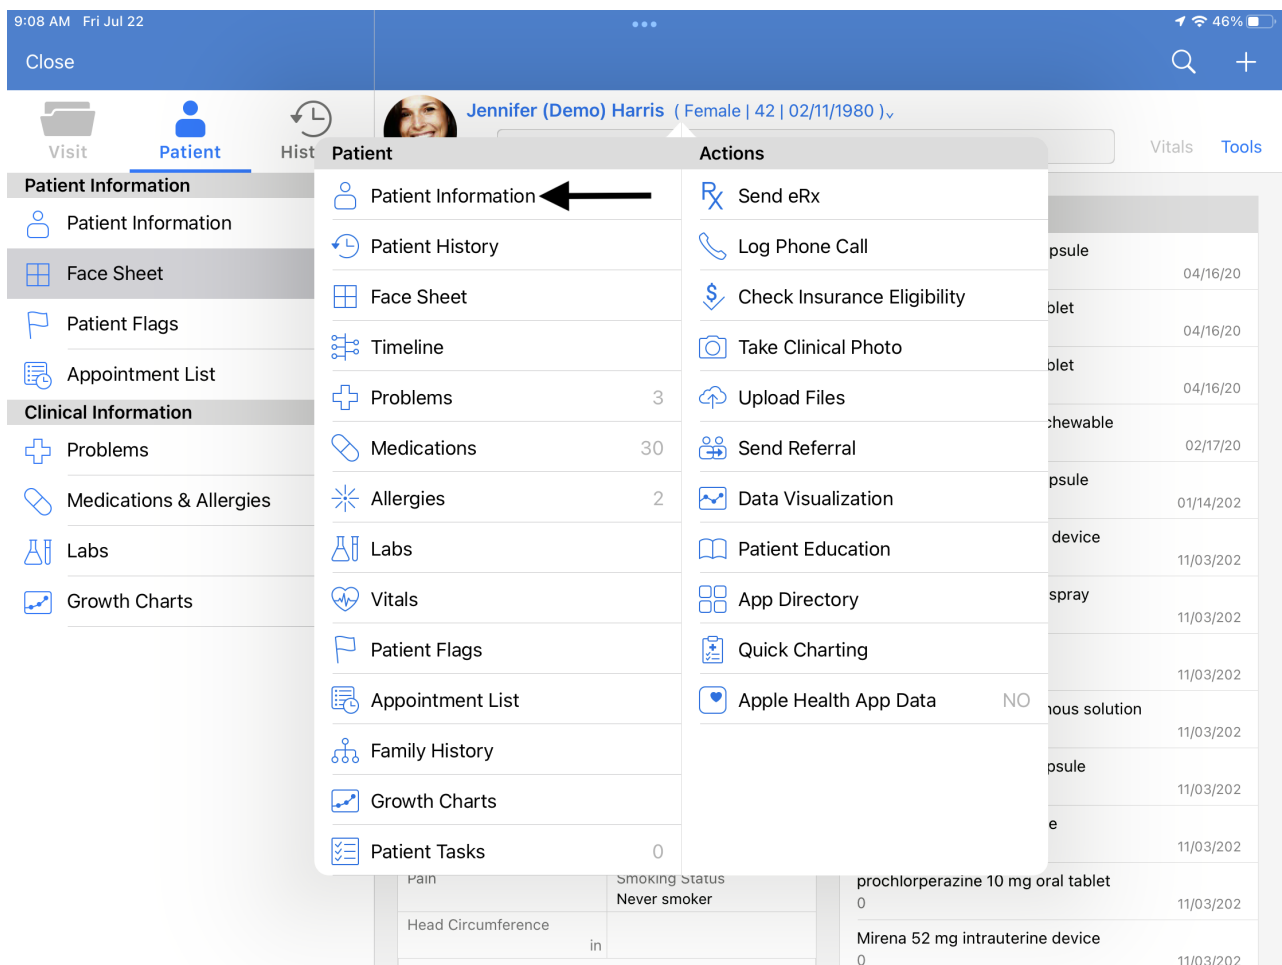 9:08 AM Fri Jul 22
46%
Close
Visit
Patient
Hist
Jennifer (Demo) Harris ( Female | 42 | 02/11/1980 )
Vitals
Tools
Patient Information
Patient Information
Face Sheet
Patient Flags
Appointment List
Clinical Information
Problems
Medications & Allergies
Labs
Growth Charts
Patient
Patient Information
Patient History
Face Sheet
Timeline
Problems 3
Medications 30
Allergies 2
Labs
Vitals
Patient Flags
Appointment List
Family History
Growth Charts
Patient Tasks 0
Actions
Send eRx
Log Phone Call
Check Insurance Eligibility
Take Clinical Photo
Upload Files
Send Referral
Data Visualization
Patient Education
App Directory
Quick Charting
Apple Health App Data NO
psule
04/16/20
blet
04/16/20
blet
04/16/20
chewable
02/17/20
psule
01/14/202
device
11/03/202
spray
11/03/202
11/03/202
nous solution
11/03/202
psule
11/03/202
e
11/03/202
prochlorperazine 10 mg oral tablet
0
11/03/202
Mirena 52 mg intrauterine device
0
11/03/202
Pain
Smoking Status
Never smoker
Head Circumference
in